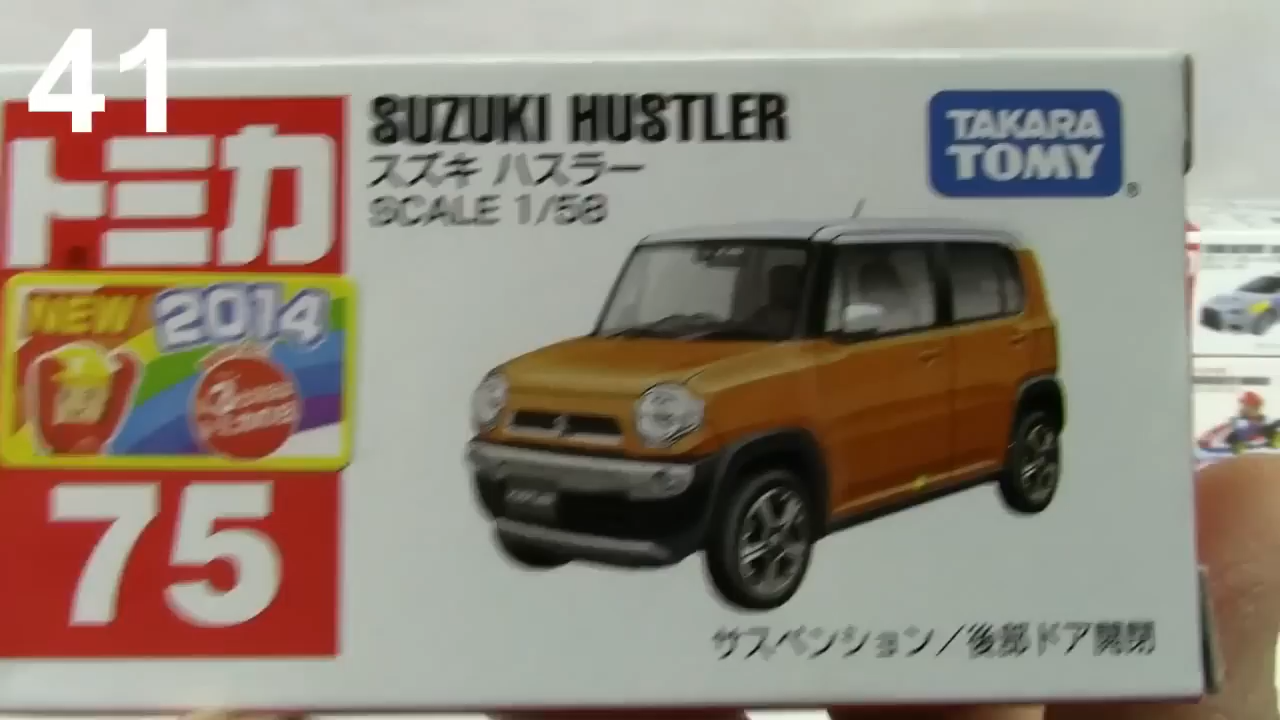 41
トミカ
SUZUKI HUSTLER
スズキ ハスラー
SCALE 1/58
TAKARA
TOMY
®
NEW 2014
75
サスペンション/後部ドア開閉